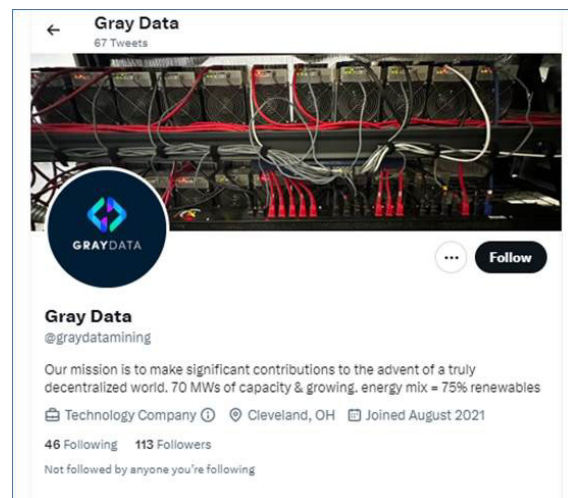 Gray Data
67 Tweets
GRAYDATA
Follow
Gray Data
@graydatamining
Our mission is to make significant contributions to the advent of a truly
decentralized world. 70 MWs of capacity & growing. energy mix = 75% renewables
Technology Company Cleveland, OH Joined August 2021
46 Following 113 Followers
Not followed by anyone you're following